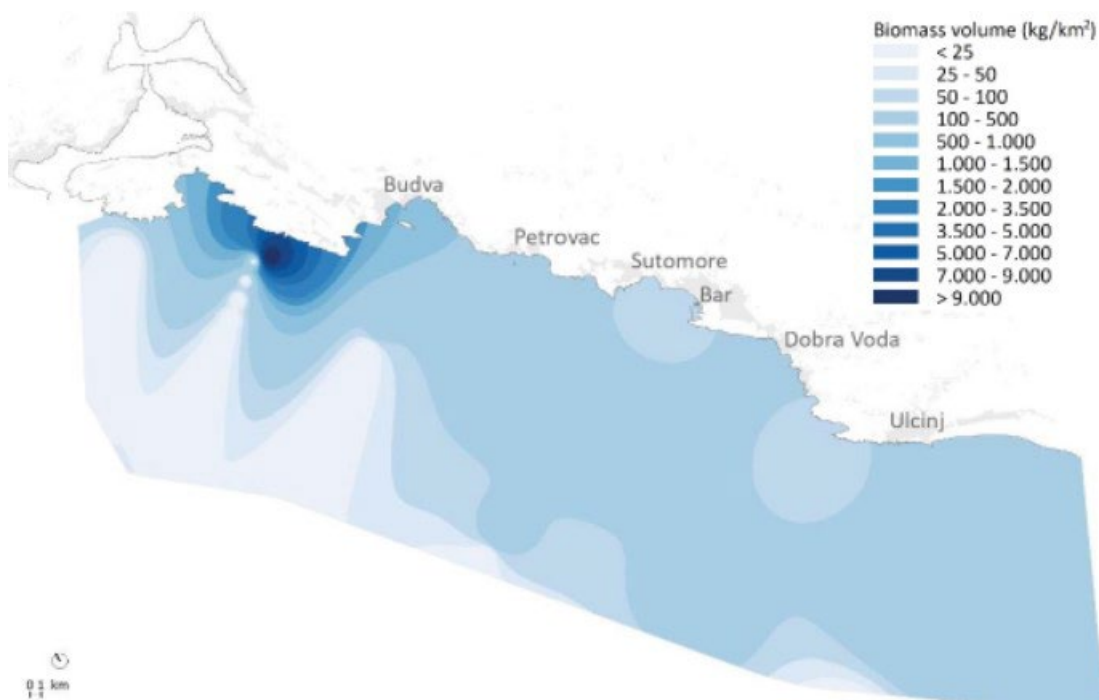 Biomass volume (kg/km²)
< 25
25 - 50
50 - 100
100 - 500
500 - 1.000
1.000 - 1.500
1.500 - 2.000
2.000 - 3.500
3.500 - 5.000
5.000 - 7.000
7.000 - 9.000
> 9.000
Budva
Petrovac
Sutomore
Bar
Dobra Voda
Ulcinj
0 1 km